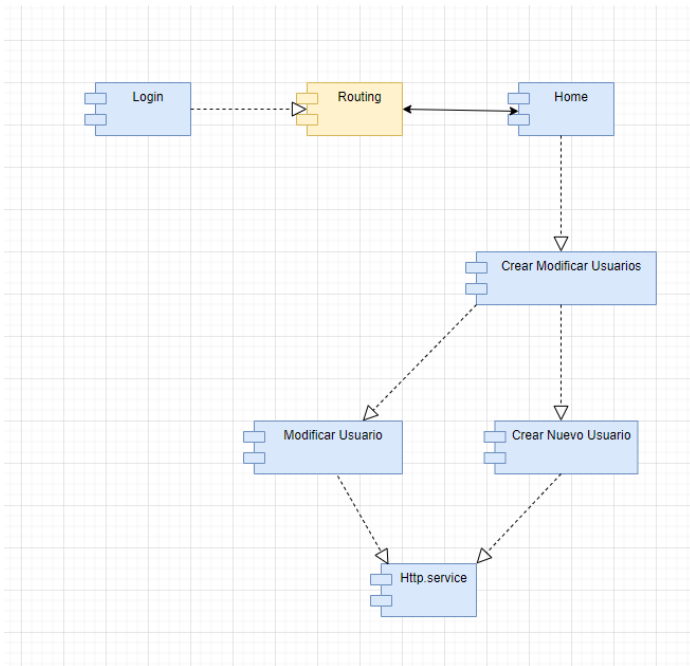 Login
Routing
Home
Crear Modificar Usuarios
Modificar Usuario
Crear Nuevo Usuario
Http.service